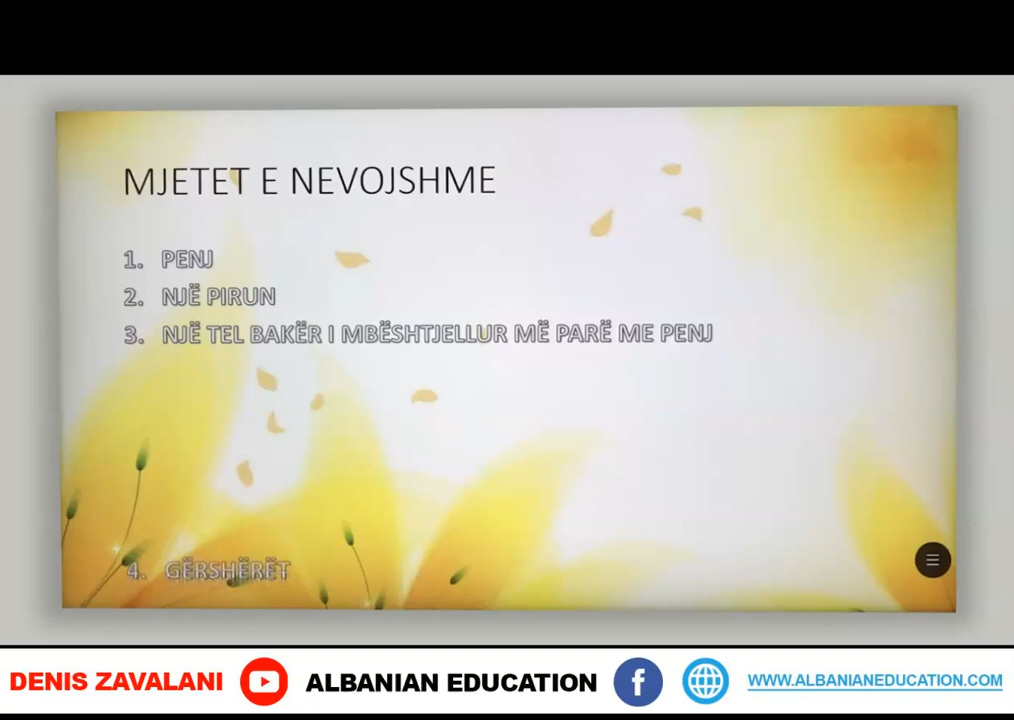 MJETET E NEVOJSHME
1. PENJ
2. NJË PIRUN
3. NJË TEL BAKËR I MBËSHTJELLUR MË PARË ME PENJ
4. GËRSHËRËT
DENIS ZAVALANI ALBANIAN EDUCATION WWW.ALBANIANEDUCATION.COM